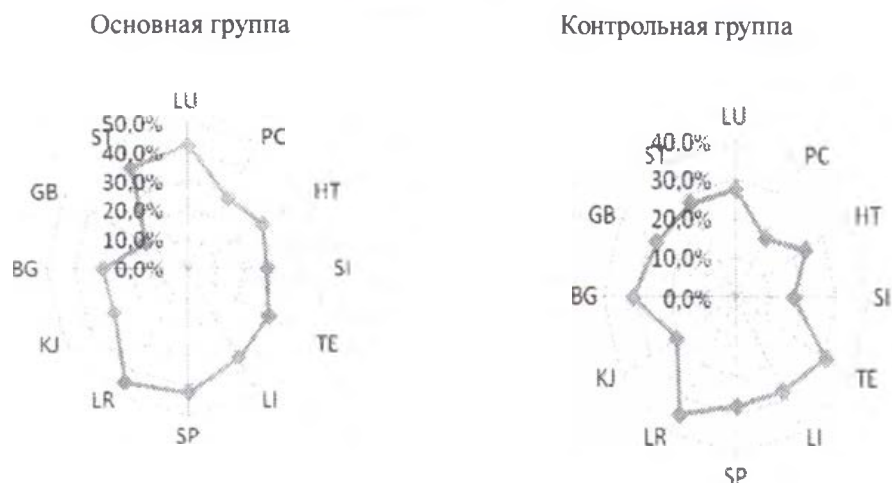 Основная группа
LU
50,0%
40,0%
30,0%
20,0%
10,0%
0,0%
PC
HT
SI
TE
LI
SP
LR
KJ
BG
GB
ST
Контрольная группа
LU
40,0%
30,0%
20,0%
10,0%
0,0%
PC
HT
SI
TE
LI
SP
LR
KJ
BG
GB
ST